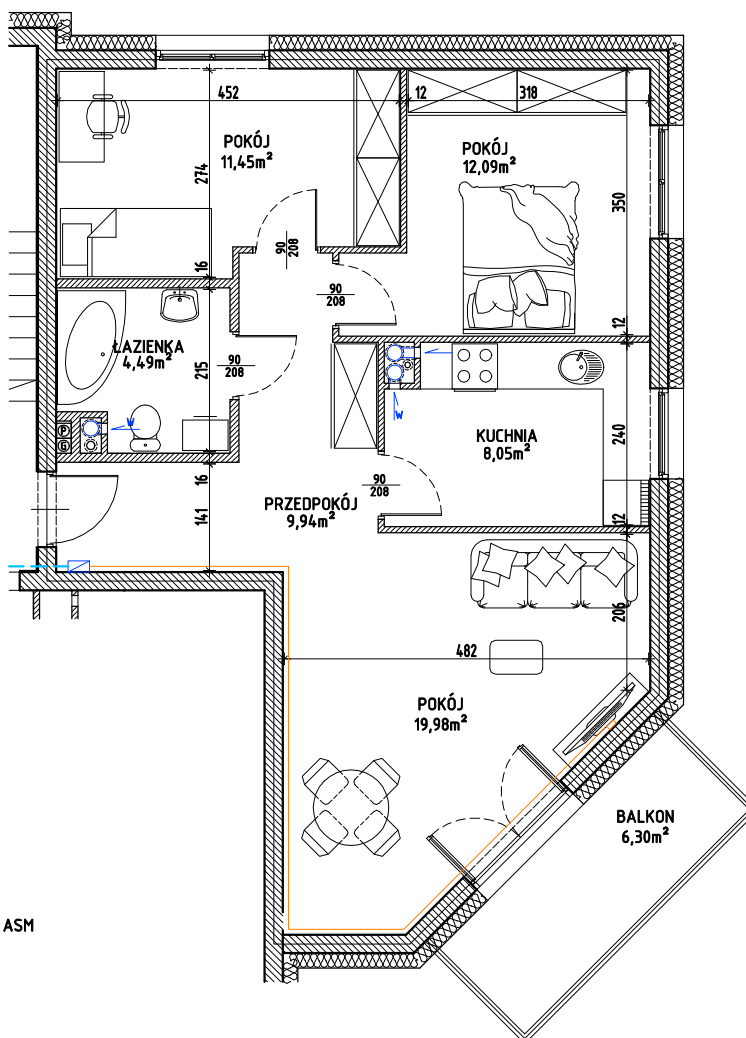 452
12
318
POKÓJ
11,45m²
POKÓJ
12,09m²
274
350
16
90
208
90
208
12
ŁAZIENKA
4,49m²
215
90
208
W
W
P
G
KUCHNIA
8,05m²
240
16
90
208
PRZEDPOKÓJ
9,94m²
141
12
206
482
POKÓJ
19,98m²
BALKON
6,30m²
ASM